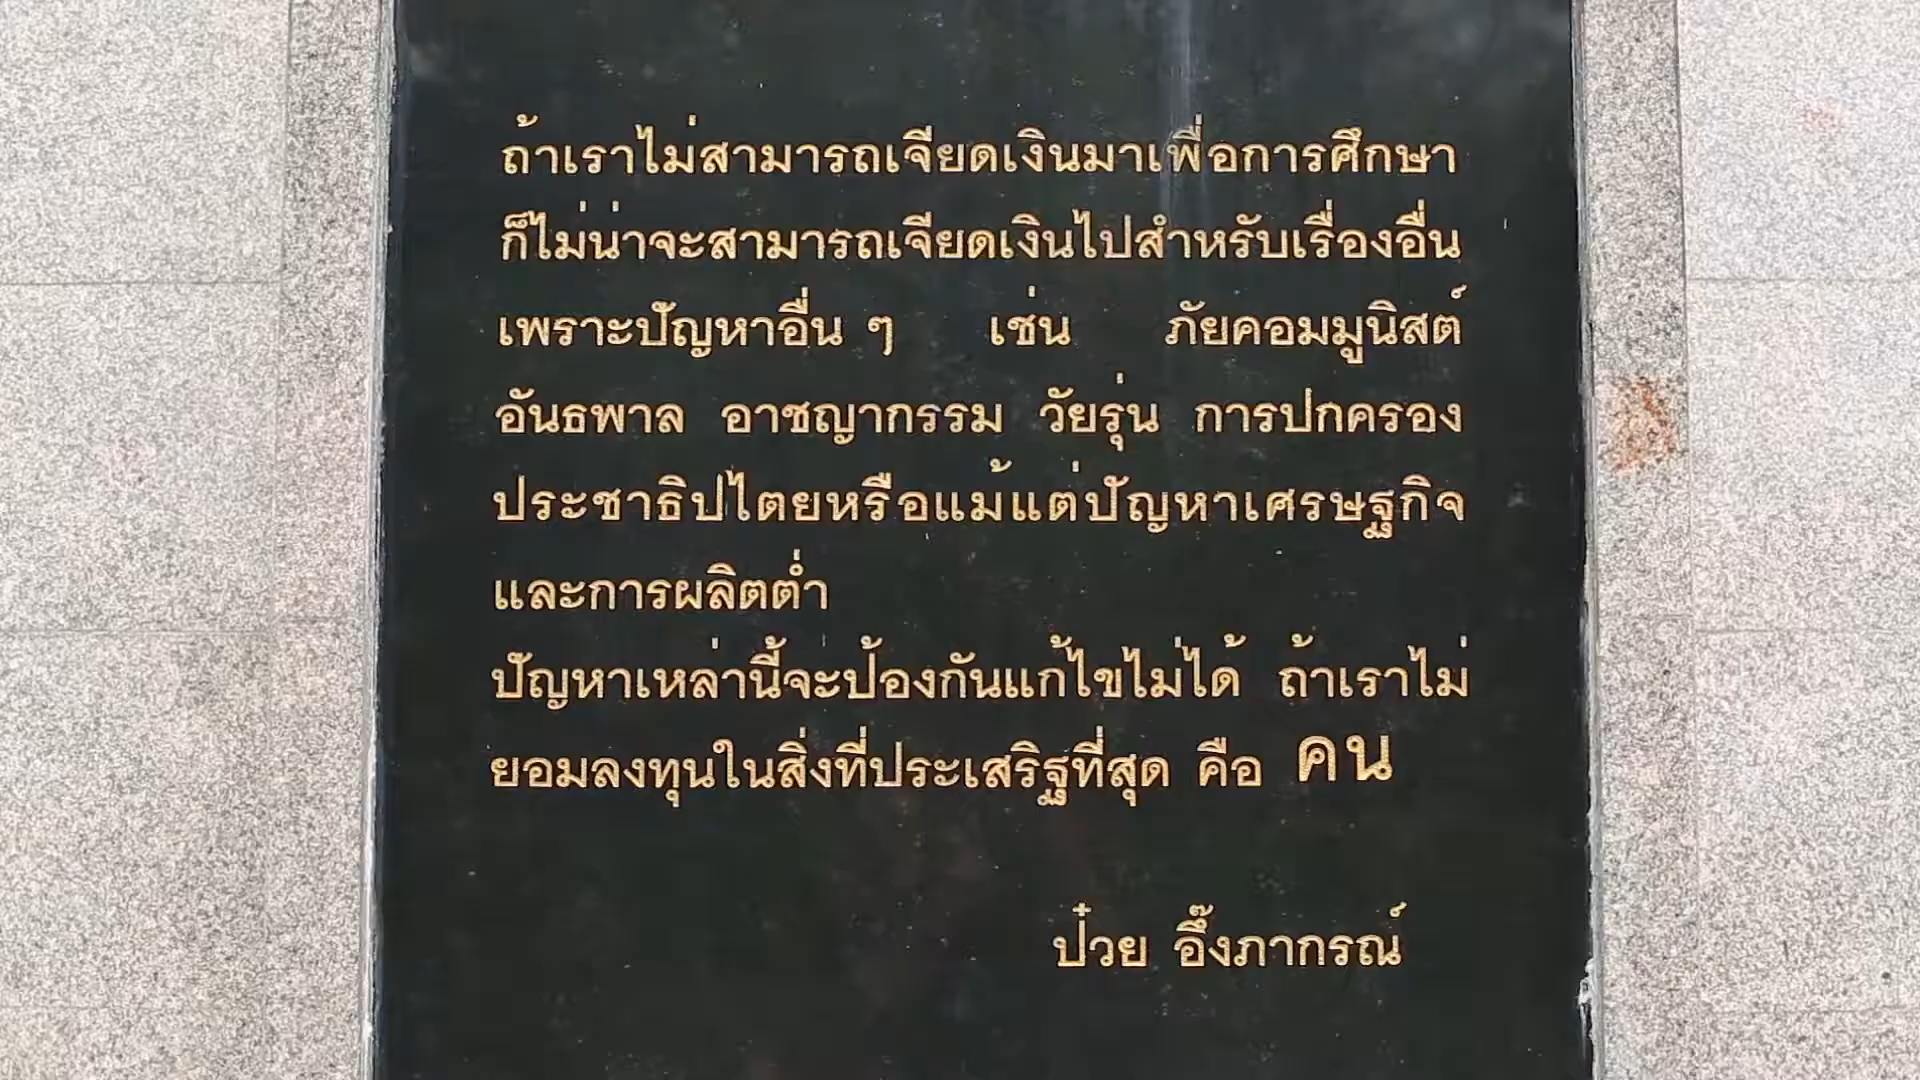 ถ้าเราไม่สามารถเจียดเงินมาเพื่อการศึกษา
ก็ไม่น่าจะสามารถเจียดเงินไปสำหรับเรื่องอื่น
เพราะปัญหาอื่น ๆ เช่น ภัยคอมมูนิสต์
อันธพาล อาชญากรรม วัยรุ่น การปกครอง
ประชาธิปไตยหรือแม้แต่ปัญหาเศรษฐกิจ
และการผลิตต่ำ
ปัญหาเหล่านี้จะป้องกันแก้ไขไม่ได้ ถ้าเราไม่
ยอมลงทุนในสิ่งที่ประเสริฐที่สุด คือ คน
ป๋วย อึ๊งภากรณ์